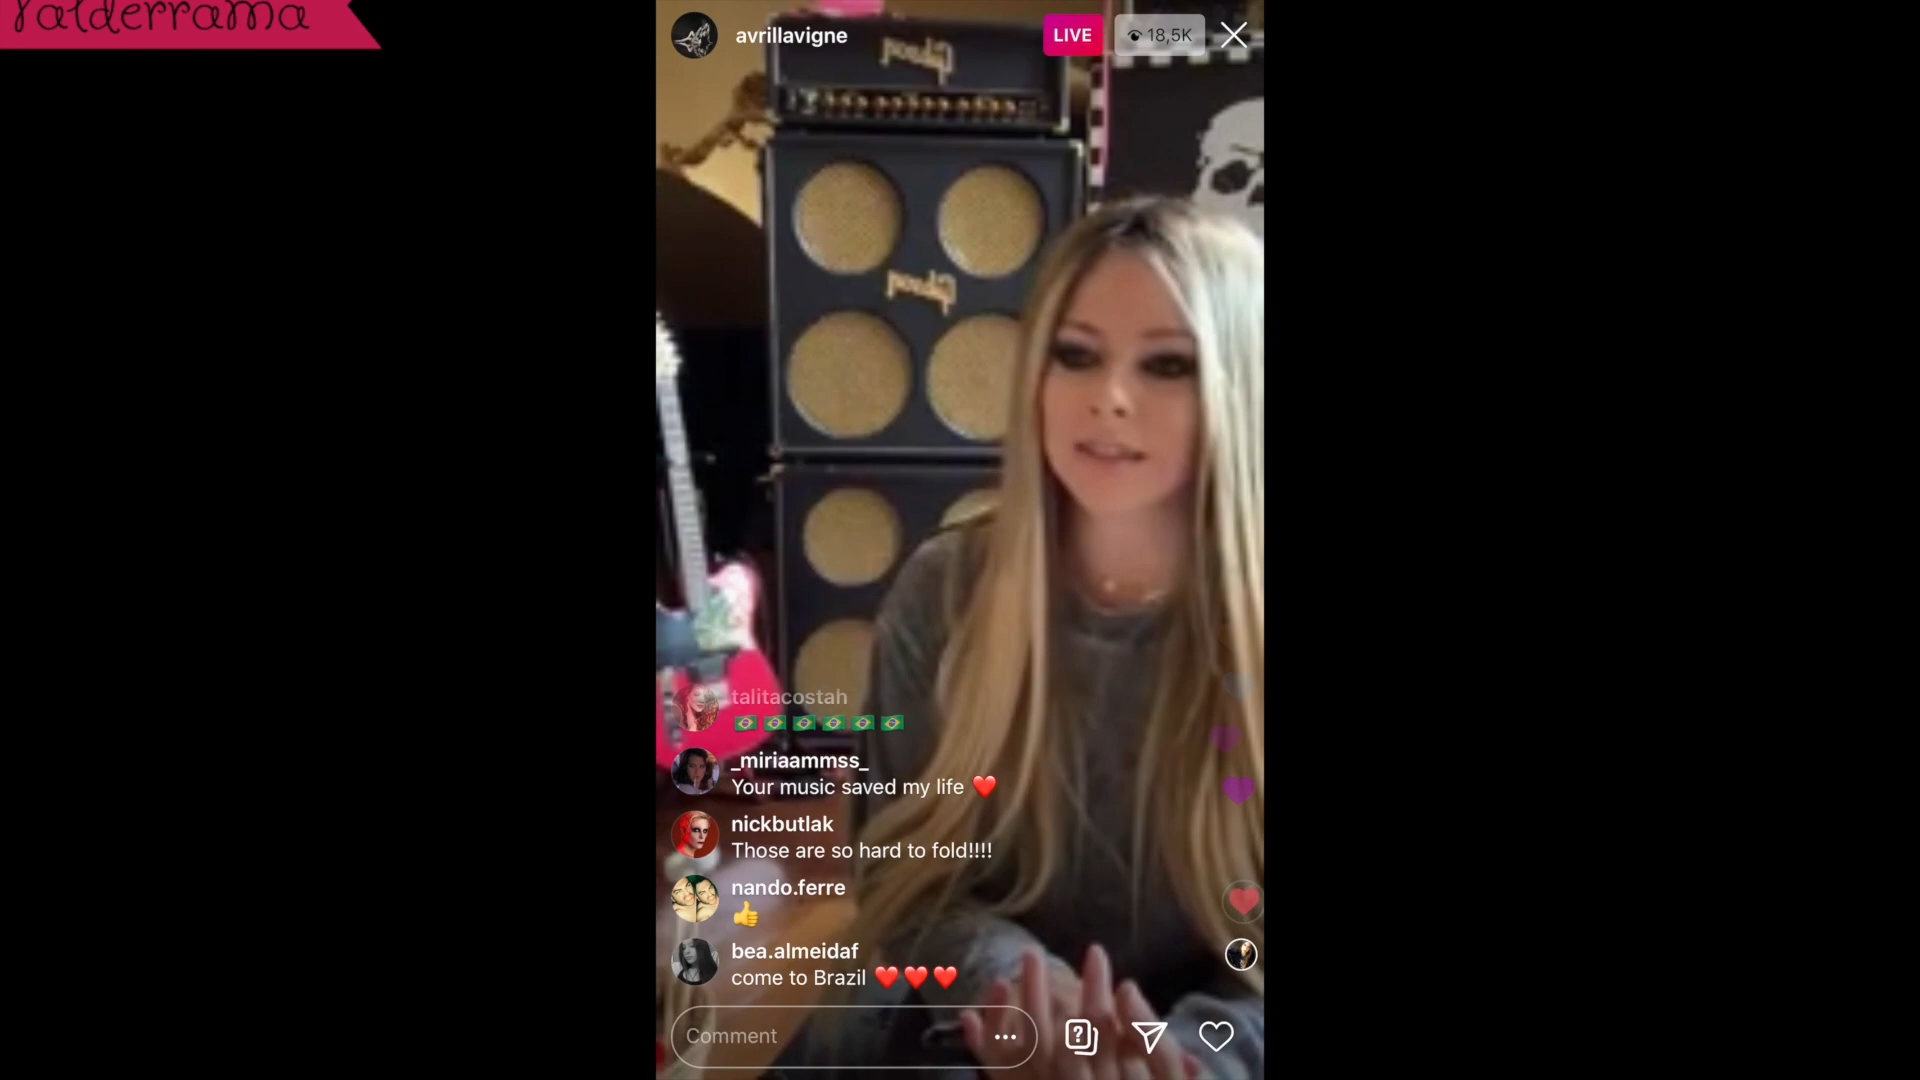 Valderrama
avrillavigne
LIVE
18,5K
Gibson
Gibson
talitacostah
🇧🇷 🇧🇷 🇧🇷 🇧🇷 🇧🇷 🇧🇷
_miriaammss_
Your music saved my life ❤️
nickbutlak
Those are so hard to fold!!!!
nando.ferre
👍
bea.almeidaf
come to Brazil ❤️❤️❤️
Comment